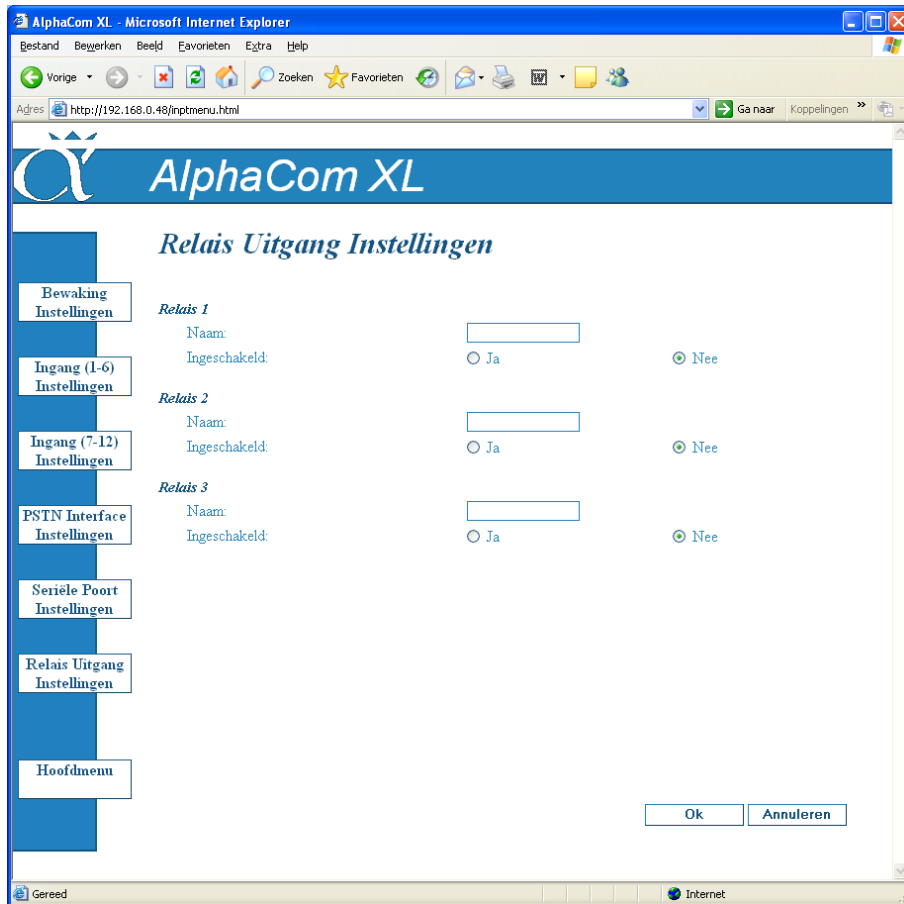 AlphaCom XL - Microsoft Internet Explorer
Bestand Bewerken Beeld Favorieten Extra Help
Vorige Zoeken Favorieten
Adres http://192.168.0.48/inptmenu.html Ga naar Koppelingen »
AlphaCom XL
Relais Uitgang Instellingen
Bewaking
Instellingen
Ingang (1-6)
Instellingen
Ingang (7-12)
Instellingen
PSTN Interface
Instellingen
Seriële Poort
Instellingen
Relais Uitgang
Instellingen
Hoofdmenu
Relais 1
Naam:
Ingeschakeld: Ja Nee
Relais 2
Naam:
Ingeschakeld: Ja Nee
Relais 3
Naam:
Ingeschakeld: Ja Nee
Ok Annuleren
Gereed Internet